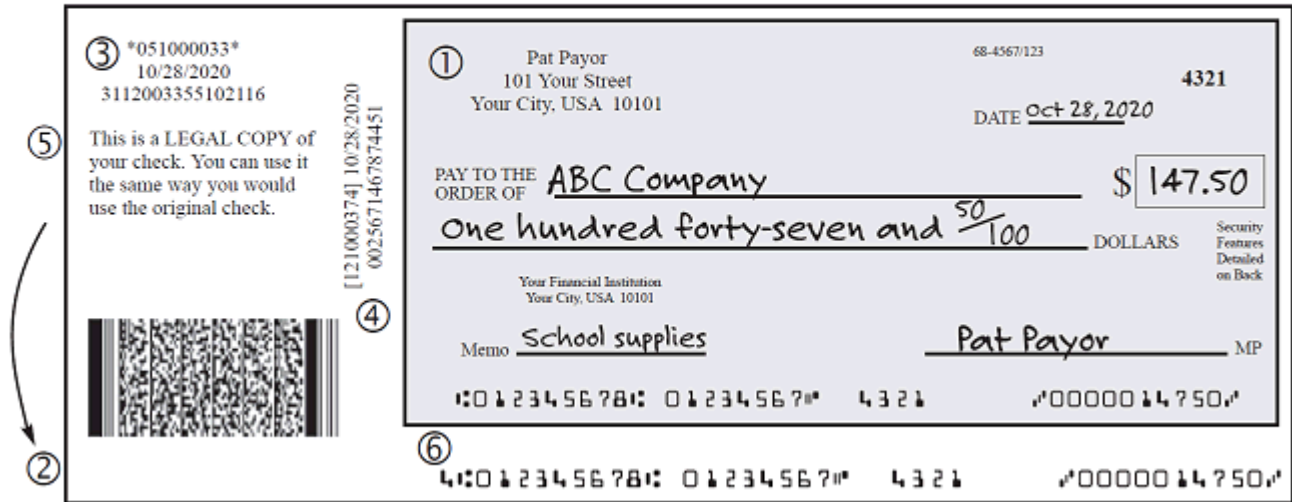 ③ *051000033*
10/28/2020
3112003355102116
⑤ This is a LEGAL COPY of
your check. You can use it
the same way you would
use the original check.
②
[121000374] 10/28/2020
00256714678744­51
④
① Pat Payor
101 Your Street
Your City, USA 10101
68-4567/123
4321
DATE Oct 28, 2020
PAY TO THE
ORDER OF ABC Company $ 147.50
One hundred forty-seven and 50/100 DOLLARS
Security
Features
Detailed
on Back
Your Financial Institution
Your City, USA 10101
Memo School supplies Pat Payor MP
⑆012345678⑆ 01234567⑈ 4321 ⑇0000014750⑇
⑥
4⑆012345678⑆ 01234567⑈ 4321 ⑇0000014750⑇